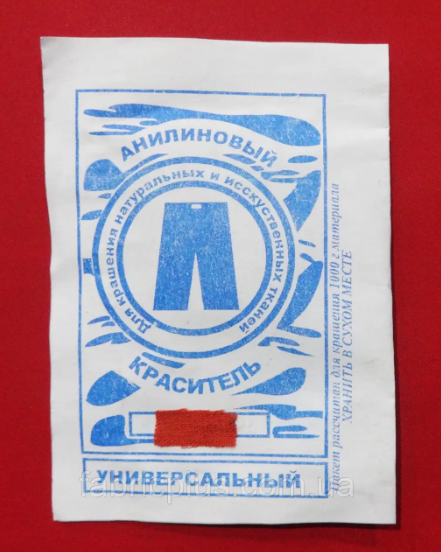 АНИЛИНОВЫЙ
для крашения натуральных и исскуственных тканей
КРАСИТЕЛЬ
УНИВЕРСАЛЬНЫЙ
Пакет рассчитан для крашения 1000 г материала
ХРАНИТЬ В СУХОМ МЕСТЕ